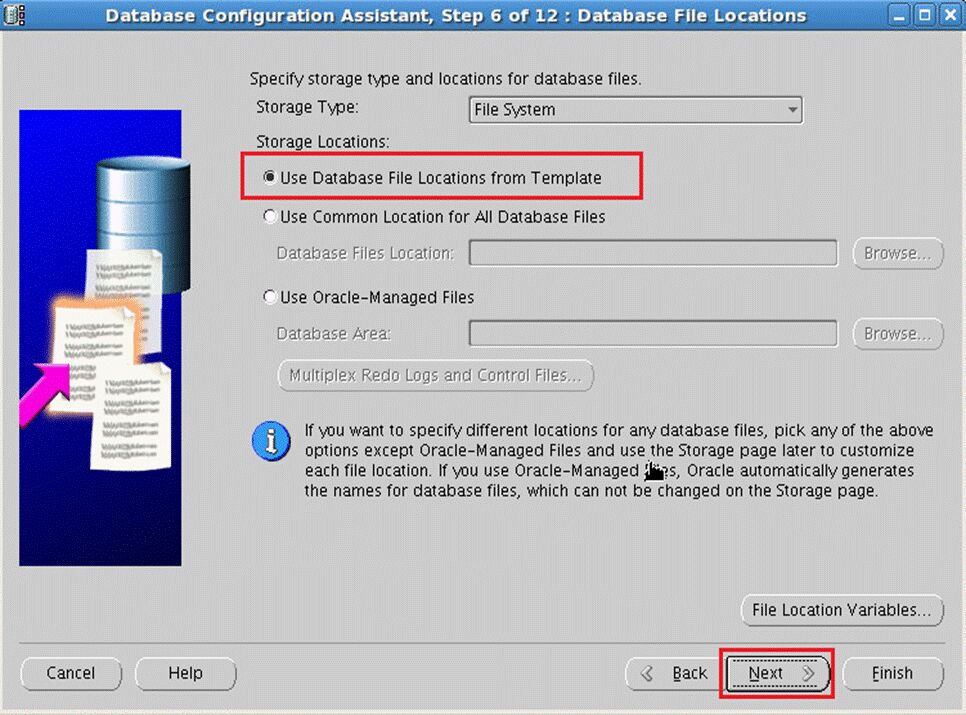 Database Configuration Assistant, Step 6 of 12 : Database File Locations
Specify storage type and locations for database files.
Storage Type:
File System
Storage Locations:
Use Database File Locations from Template
Use Common Location for All Database Files
Database Files Location:
Browse...
Use Oracle-Managed Files
Database Area:
Browse...
Multiplex Redo Logs and Control Files...
If you want to specify different locations for any database files, pick any of the above
options except Oracle-Managed Files and use the Storage page later to customize
each file location. If you use Oracle-Managed Oracle automatically generates
the names for database files, which can not be changed on the Storage page.
File Location Variables...
Cancel
Help
Back
Next
Finish